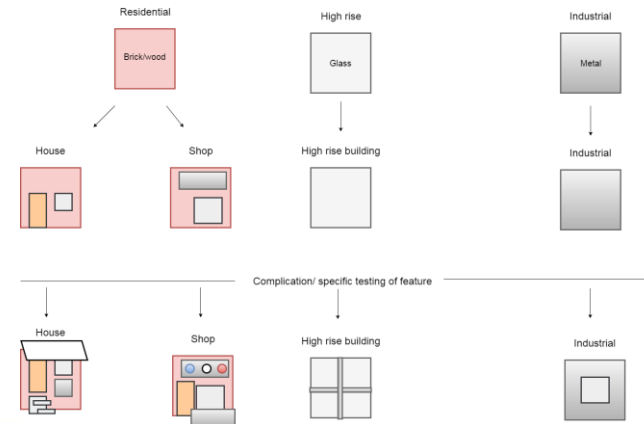 Residential
High rise
Industrial
Brick/wood
Glass
Metal
House
Shop
High rise building
Industrial
Complication/ specific testing of feature
House
Shop
High rise building
Industrial